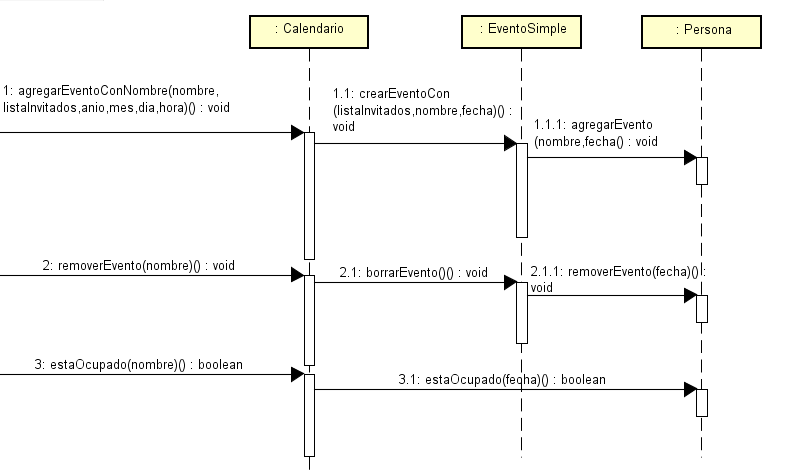 : Calendario
: EventoSimple
: Persona
1: agregarEventoConNombre(nombre,
listaInvitados,anio,mes,dia,hora)() : void
1.1: crearEventoCon
(listaInvitados,nombre,fecha)() :
void
1.1.1: agregarEvento
(nombre,fecha() : void
2: removerEvento(nombre)() : void
2.1: borrarEvento()() : void
2.1.1: removerEvento(fecha)() :
void
3: estaOcupado(nombre)() : boolean
3.1: estaOcupado(fecha)() : boolean